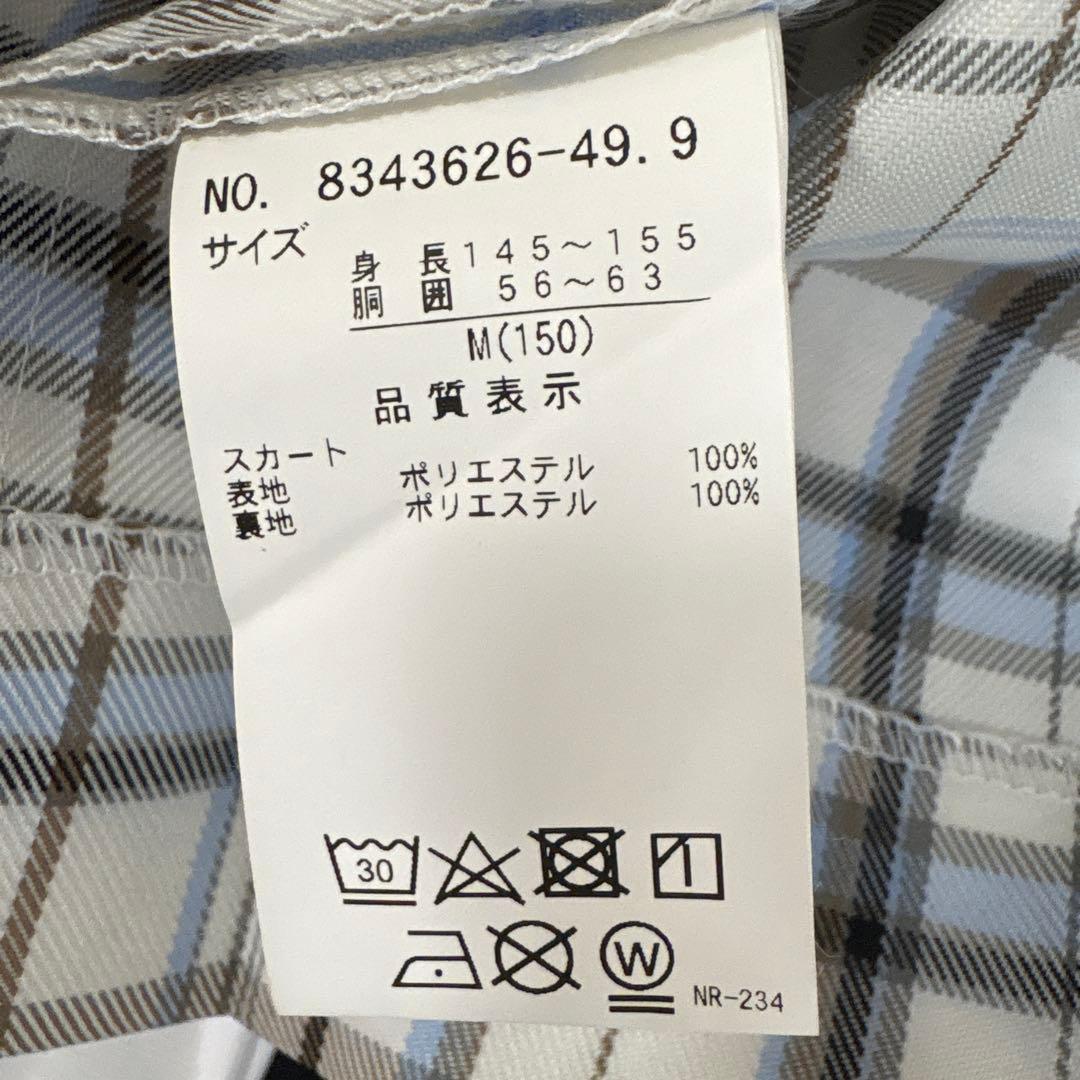 NO. 8343626-49.9
サイズ
身 長 145～155
胴 囲 56～63
M(150)
品質表示
スカート
表地 ポリエステル 100%
裏地 ポリエステル 100%
30
W
NR-234